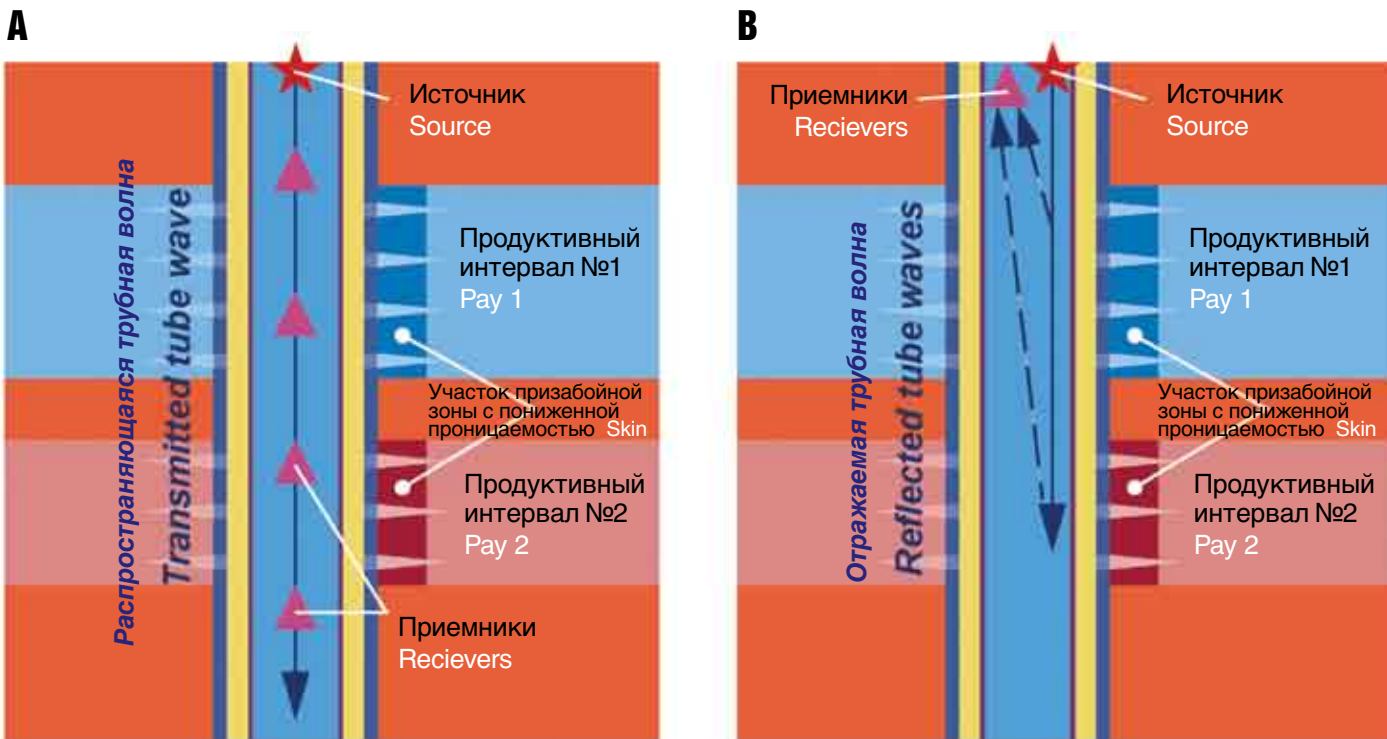 A
Источник
Source
Распространяющаяся трубная волна
Transmitted tube wave
Продуктивный
интервал №1
Pay 1
Участок призабойной
зоны с пониженной
проницаемостью Skin
Продуктивный
интервал №2
Pay 2
Приемники
Recievers
B
Приемники
Recievers
Источник
Source
Отражаемая трубная волна
Reflected tube waves
Продуктивный
интервал №1
Pay 1
Участок призабойной
зоны с пониженной
проницаемостью Skin
Продуктивный
интервал №2
Pay 2